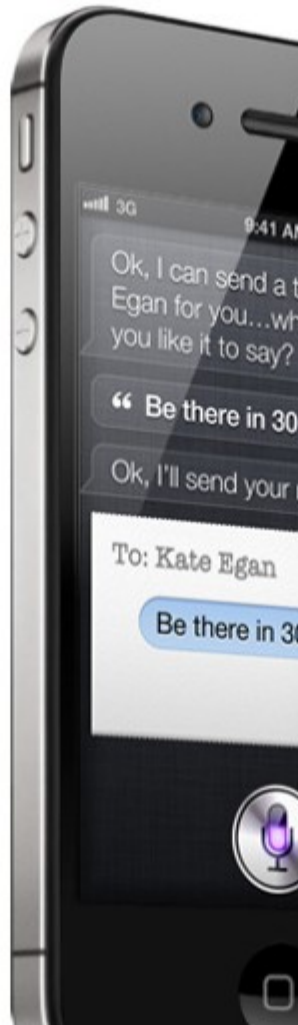 3G
9:41 AM
Ok, I can send a t
Egan for you...wh
you like it to say?
“ Be there in 30
Ok, I'll send your
To: Kate Egan
Be there in 30